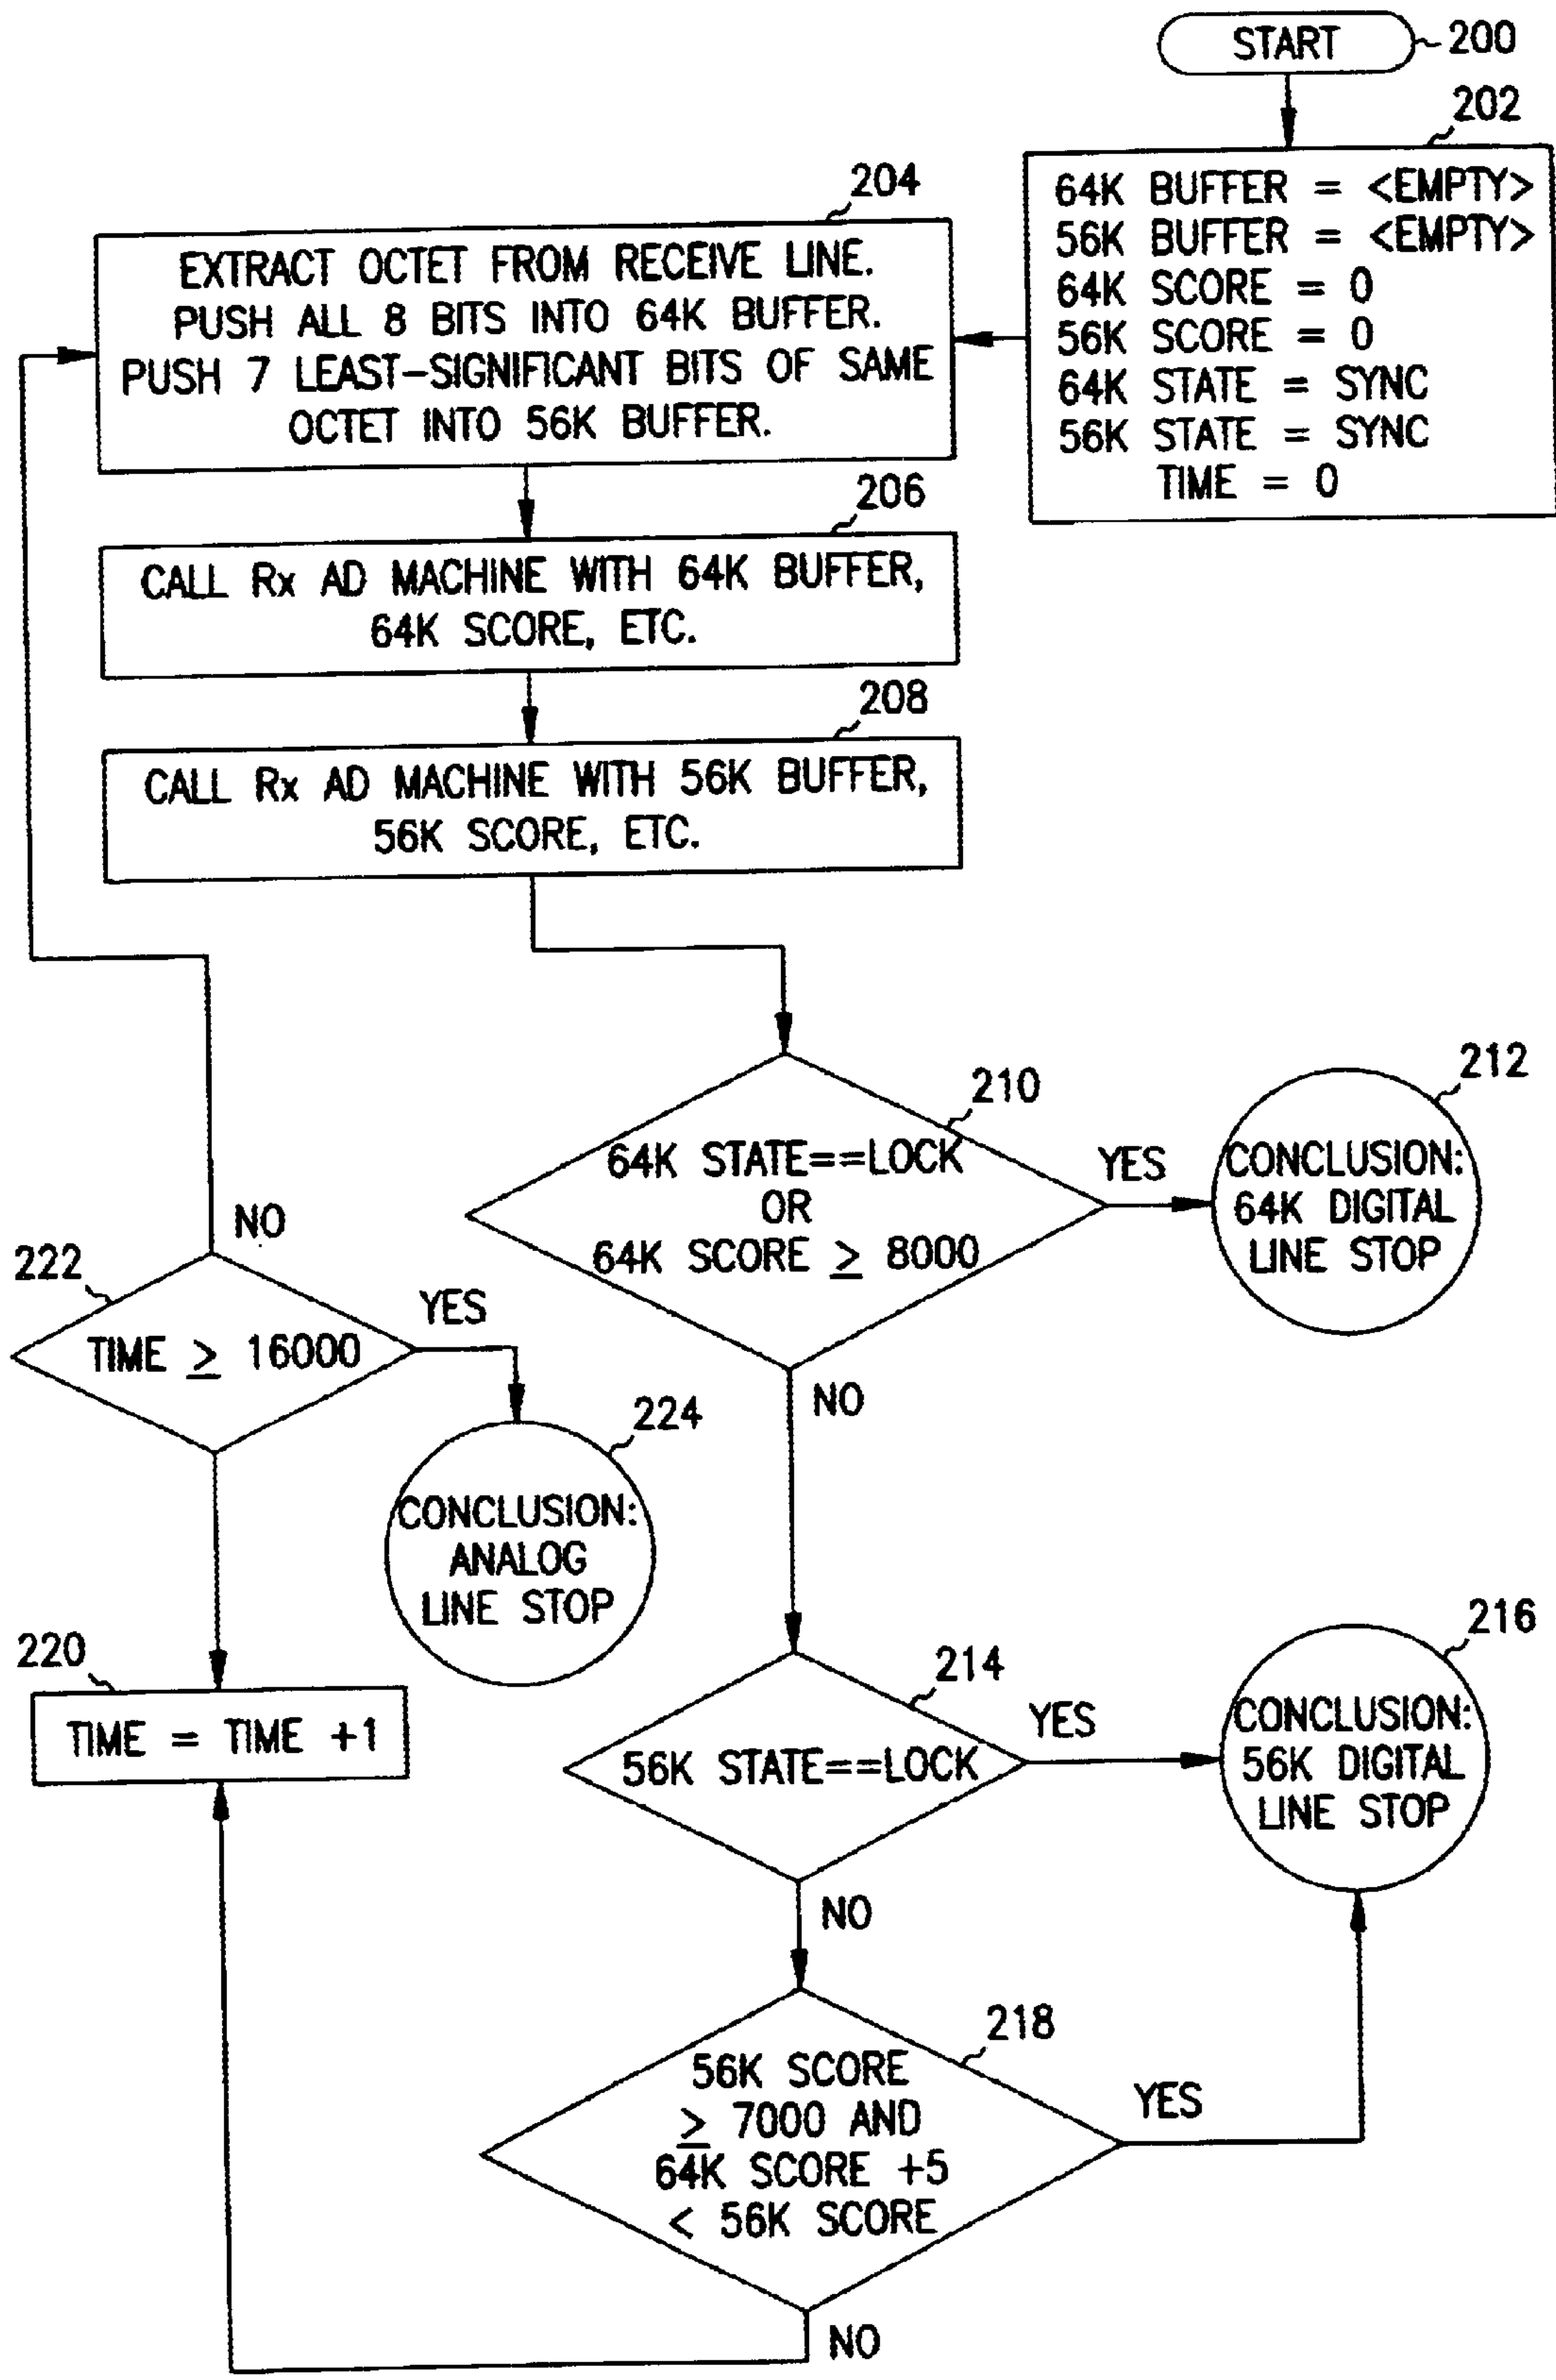 START
200
202
64K BUFFER = <EMPTY>
56K BUFFER = <EMPTY>
64K SCORE = 0
56K SCORE = 0
64K STATE = SYNC
56K STATE = SYNC
TIME = 0
204
EXTRACT OCTET FROM RECEIVE LINE.
PUSH ALL 8 BITS INTO 64K BUFFER.
PUSH 7 LEAST-SIGNIFICANT BITS OF SAME
OCTET INTO 56K BUFFER.
206
CALL Rx AD MACHINE WITH 64K BUFFER,
64K SCORE, ETC.
208
CALL Rx AD MACHINE WITH 56K BUFFER,
56K SCORE, ETC.
210
64K STATE==LOCK
OR
64K SCORE ≥ 8000
YES
212
CONCLUSION:
64K DIGITAL
LINE STOP
NO
214
56K STATE==LOCK
YES
216
CONCLUSION:
56K DIGITAL
LINE STOP
NO
218
56K SCORE
≥ 7000 AND
64K SCORE +5
< 56K SCORE
YES
NO
220
TIME = TIME +1
222
TIME ≥ 16000
NO
YES
224
CONCLUSION:
ANALOG
LINE STOP